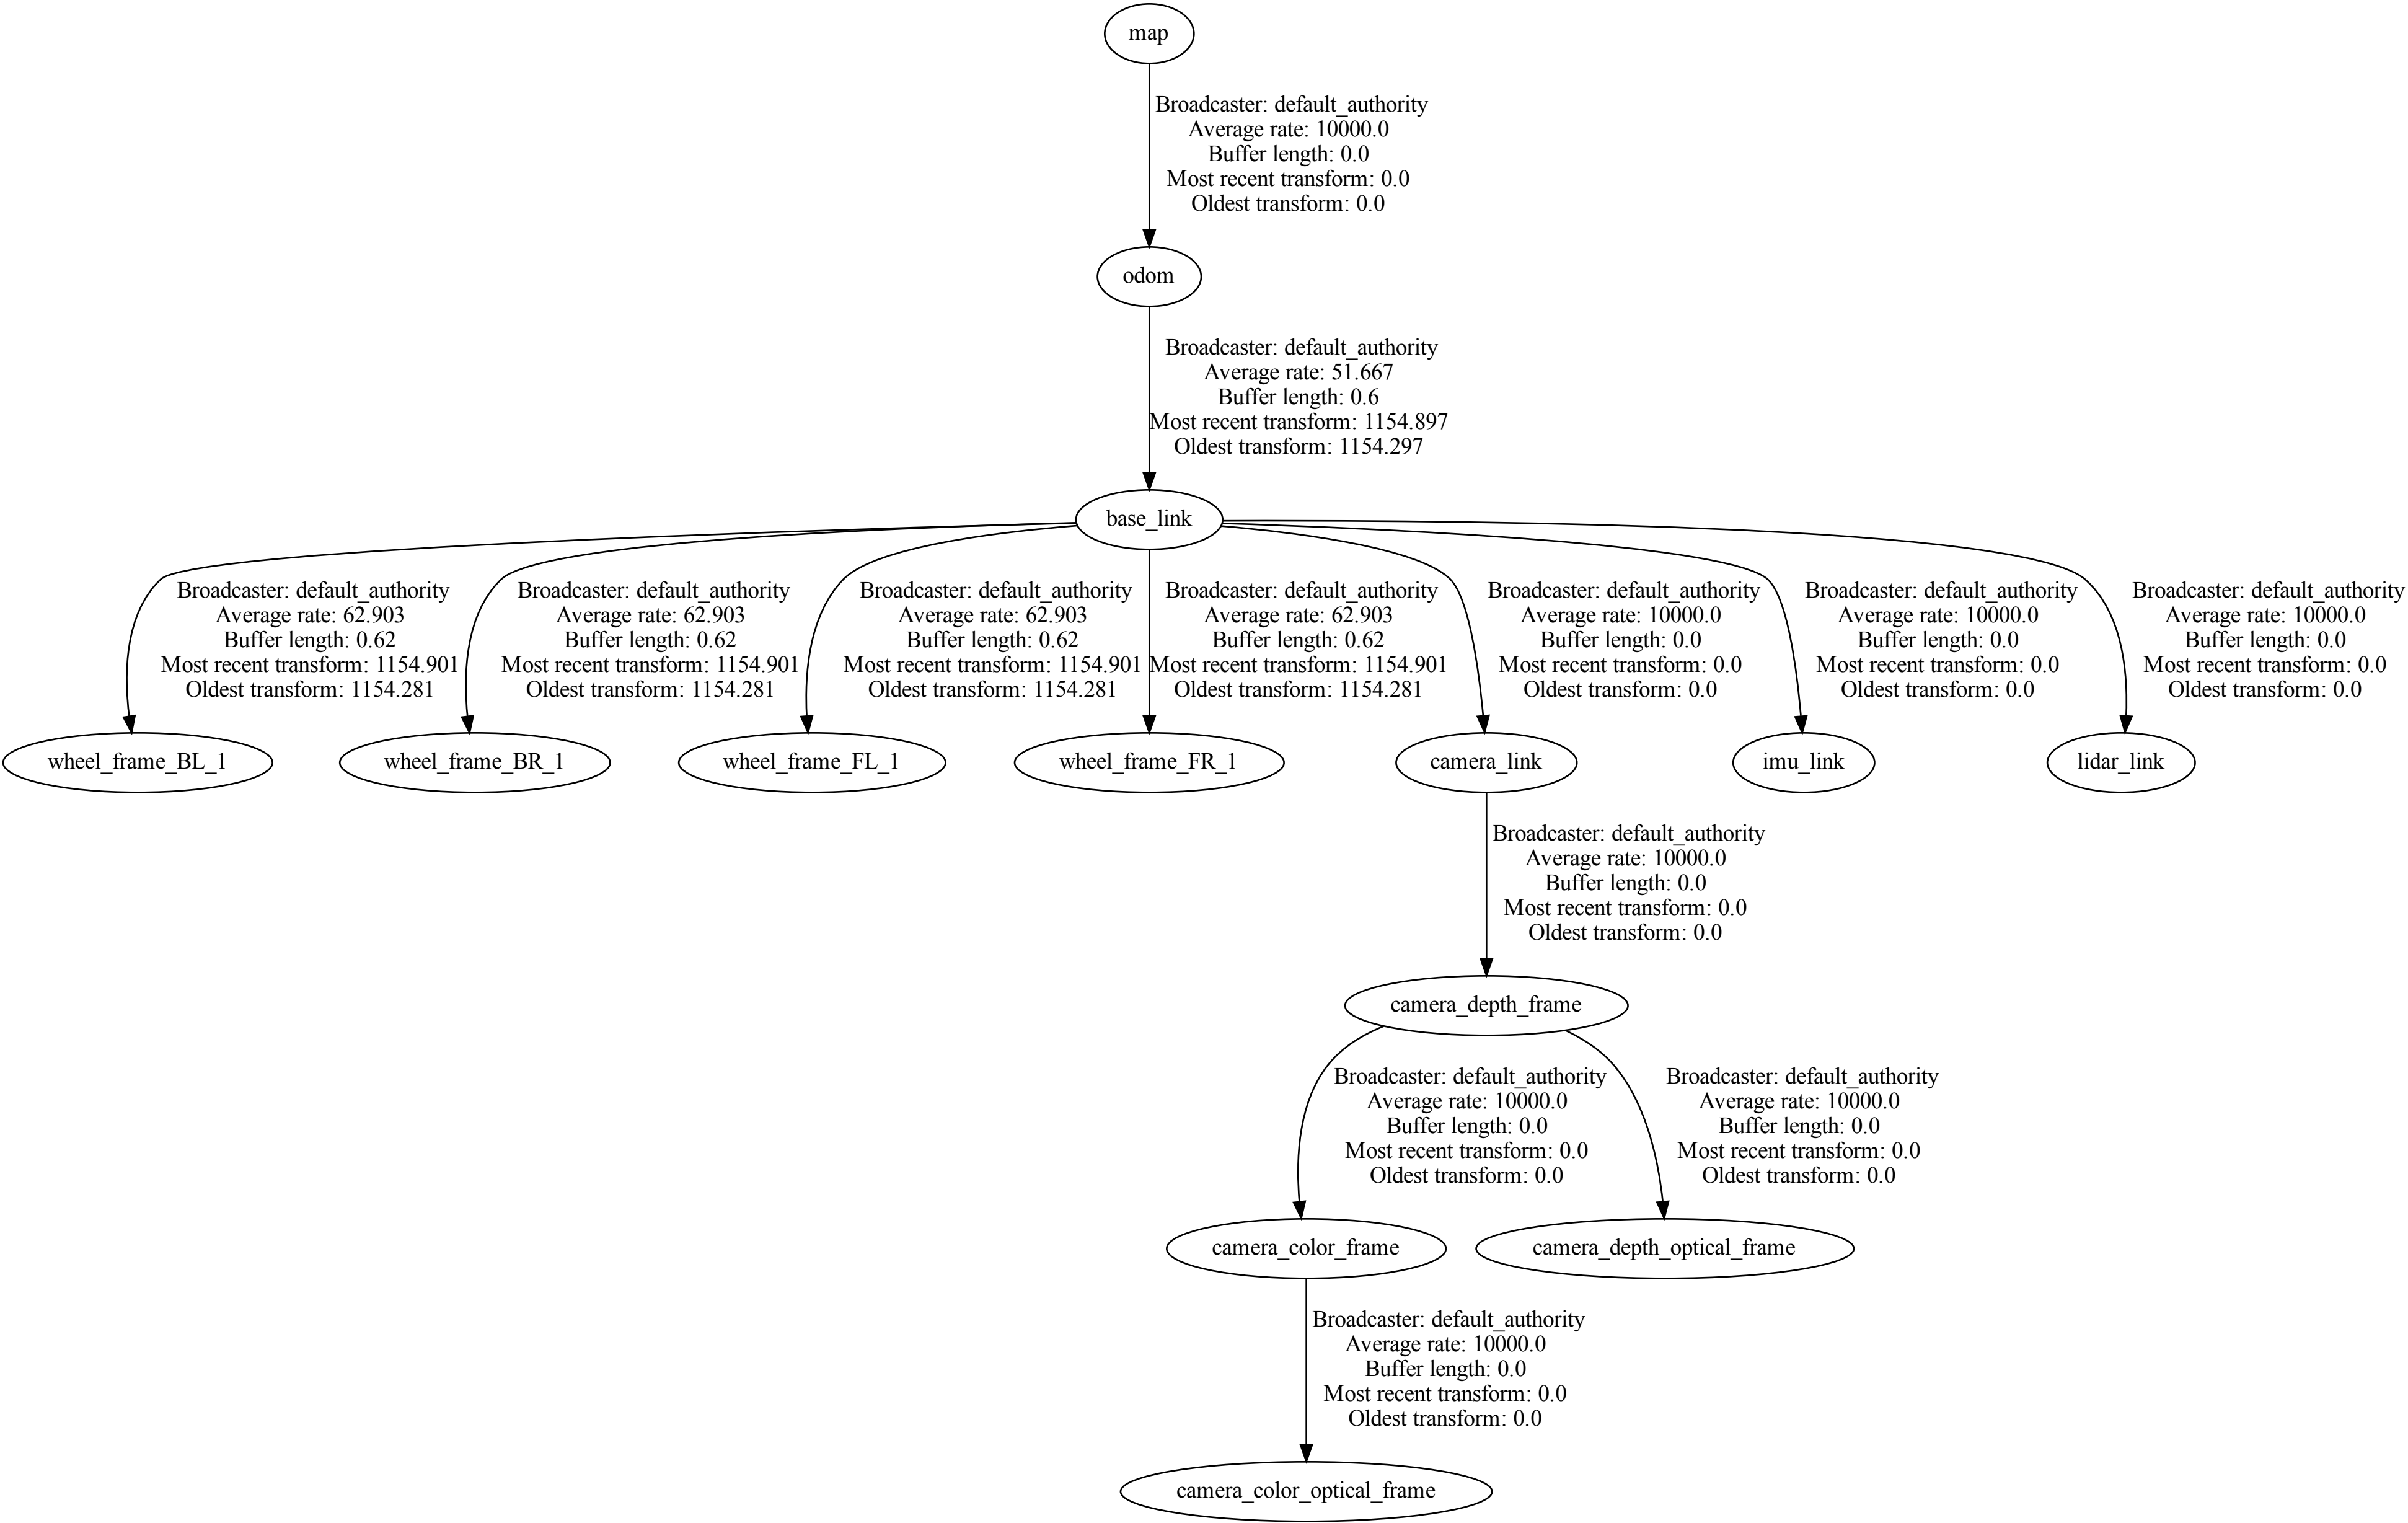 map
Broadcaster: default_authority
Average rate: 10000.0
Buffer length: 0.0
Most recent transform: 0.0
Oldest transform: 0.0
odom
Broadcaster: default_authority
Average rate: 51.667
Buffer length: 0.6
Most recent transform: 1154.897
Oldest transform: 1154.297
base_link
Broadcaster: default_authority
Average rate: 62.903
Buffer length: 0.62
Most recent transform: 1154.901
Oldest transform: 1154.281
Broadcaster: default_authority
Average rate: 62.903
Buffer length: 0.62
Most recent transform: 1154.901
Oldest transform: 1154.281
Broadcaster: default_authority
Average rate: 62.903
Buffer length: 0.62
Most recent transform: 1154.901
Oldest transform: 1154.281
Broadcaster: default_authority
Average rate: 62.903
Buffer length: 0.62
Most recent transform: 1154.901
Oldest transform: 1154.281
Broadcaster: default_authority
Average rate: 10000.0
Buffer length: 0.0
Most recent transform: 0.0
Oldest transform: 0.0
Broadcaster: default_authority
Average rate: 10000.0
Buffer length: 0.0
Most recent transform: 0.0
Oldest transform: 0.0
Broadcaster: default_authority
Average rate: 10000.0
Buffer length: 0.0
Most recent transform: 0.0
Oldest transform: 0.0
wheel_frame_BL_1
wheel_frame_BR_1
wheel_frame_FL_1
wheel_frame_FR_1
camera_link
imu_link
lidar_link
Broadcaster: default_authority
Average rate: 10000.0
Buffer length: 0.0
Most recent transform: 0.0
Oldest transform: 0.0
camera_depth_frame
Broadcaster: default_authority
Average rate: 10000.0
Buffer length: 0.0
Most recent transform: 0.0
Oldest transform: 0.0
Broadcaster: default_authority
Average rate: 10000.0
Buffer length: 0.0
Most recent transform: 0.0
Oldest transform: 0.0
camera_color_frame
camera_depth_optical_frame
Broadcaster: default_authority
Average rate: 10000.0
Buffer length: 0.0
Most recent transform: 0.0
Oldest transform: 0.0
camera_color_optical_frame